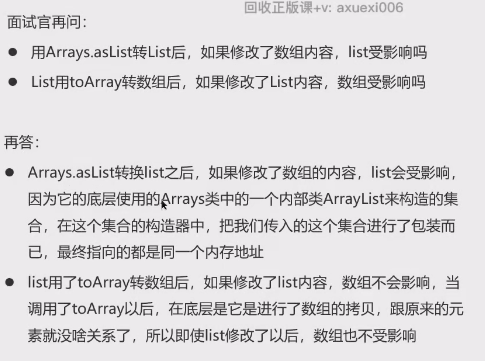 回收正版课+v: axuexi006
面试官再问：
● 用Arrays.asList转List后，如果修改了数组内容，list受影响吗
● List用toArray转数组后，如果修改了List内容，数组受影响吗
再答：
● Arrays.asList转换list之后，如果修改了数组的内容，list会受影响，
因为它的底层使用的Arrays类中的一个内部类ArrayList来构造的集
合，在这个集合的构造器中，把我们传入的这个集合进行了包装而
已，最终指向的都是同一个内存地址
● list用了toArray转数组后，如果修改了list内容，数组不会影响，当
调用了toArray以后，在底层是它是进行了数组的拷贝，跟原来的元
素就没啥关系了，所以即使list修改了以后，数组也不受影响